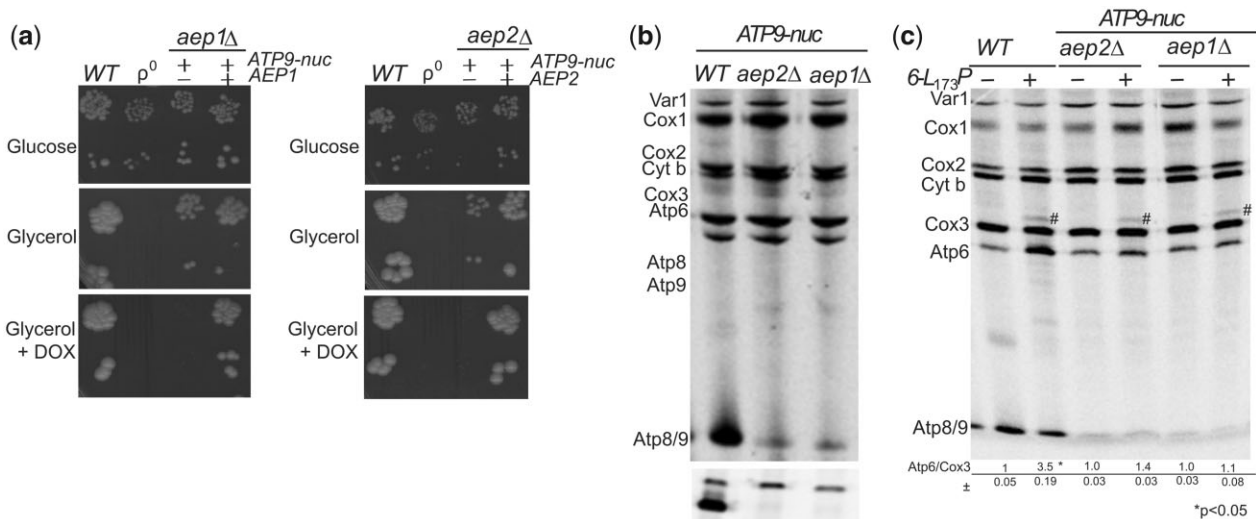 (a)
aep1Δ
WT ρ⁰ + + ATP9-nuc
− + AEP1
Glucose
Glycerol
Glycerol
+ DOX
aep2Δ
WT ρ⁰ + + ATP9-nuc
− + AEP2
Glucose
Glycerol
Glycerol
+ DOX
(b)
ATP9-nuc
WT aep2Δ aep1Δ
Var1
Cox1
Cox2
Cyt b
Cox3
Atp6
Atp8
Atp9
Atp8/9
(c)
ATP9-nuc
WT aep2Δ aep1Δ
6-L₁₇₃P − + − + − +
Var1
Cox1
Cox2
Cyt b
# # #
Cox3
Atp6
Atp8/9
Atp6/Cox3 1 3.5 * 1.0 1.4 1.0 1.1
± 0.05 0.19 0.03 0.03 0.03 0.08
*p<0.05